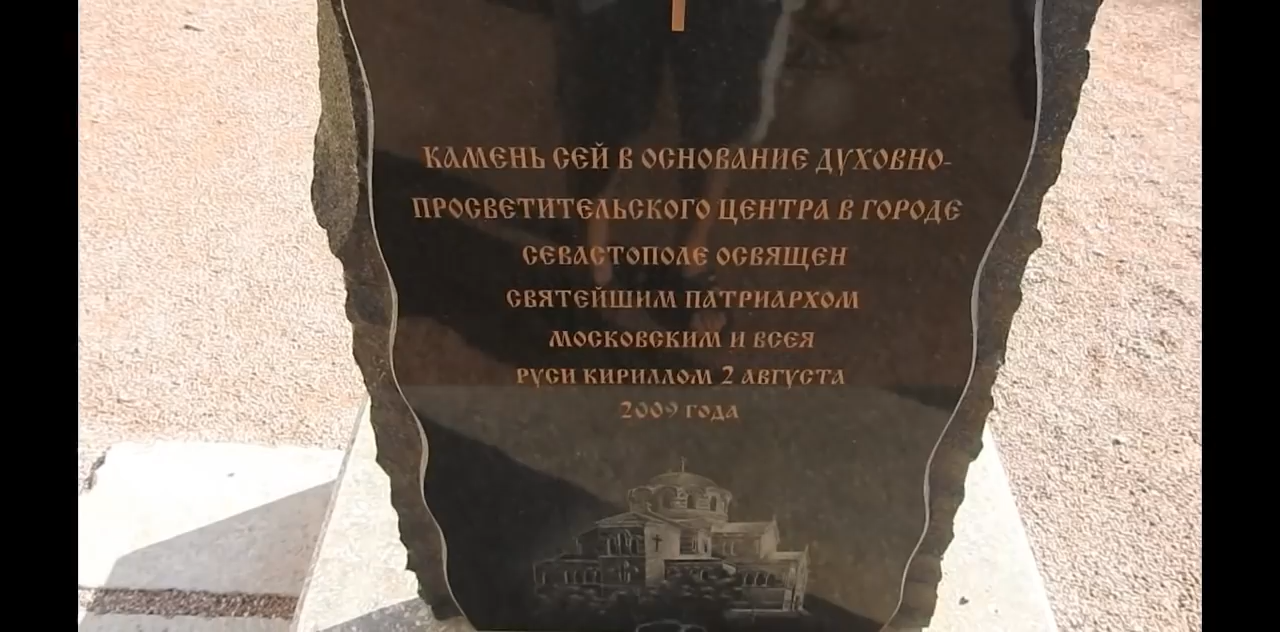 КАМЕНЬ СЕЙ В ОСНОВАНИЕ ДУХОВНО-
ПРОСВЕТИТЕЛЬСКОГО ЦЕНТРА В ГОРОДЕ
СЕВАСТОПОЛЕ ОСВЯЩЕН
СВЯТЕЙШИМ ПАТРИАРХОМ
МОСКОВСКИМ И ВСЕЯ
РУСИ КИРИЛЛОМ 2 АВГУСТА
2009 ГОДА